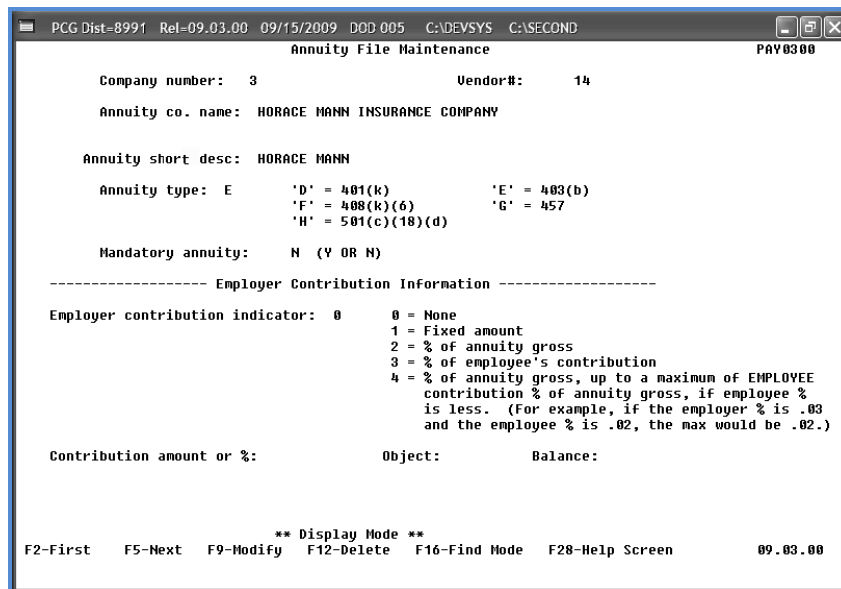 PCG Dist=8991 Rel=09.03.00 09/15/2009 DOD 005 C:\DEVSYS C:\SECOND
Annuity File Maintenance PAY0300
Company number: 3 Vendor#: 14
Annuity co. name: HORACE MANN INSURANCE COMPANY
Annuity short desc: HORACE MANN
Annuity type: E 'D' = 401(k) 'E' = 403(b)
'F' = 408(k)(6) 'G' = 457
'H' = 501(c)(18)(d)
Mandatory annuity: N (Y OR N)
------------------- Employer Contribution Information -------------------
Employer contribution indicator: 0 0 = None
1 = Fixed amount
2 = % of annuity gross
3 = % of employee's contribution
4 = % of annuity gross, up to a maximum of EMPLOYEE
contribution % of annuity gross, if employee %
is less. (For example, if the employer % is .03
and the employee % is .02, the max would be .02.)
Contribution amount or %: Object: Balance:
** Display Mode **
F2-First F5-Next F9-Modify F12-Delete F16-Find Mode F28-Help Screen 09.03.00